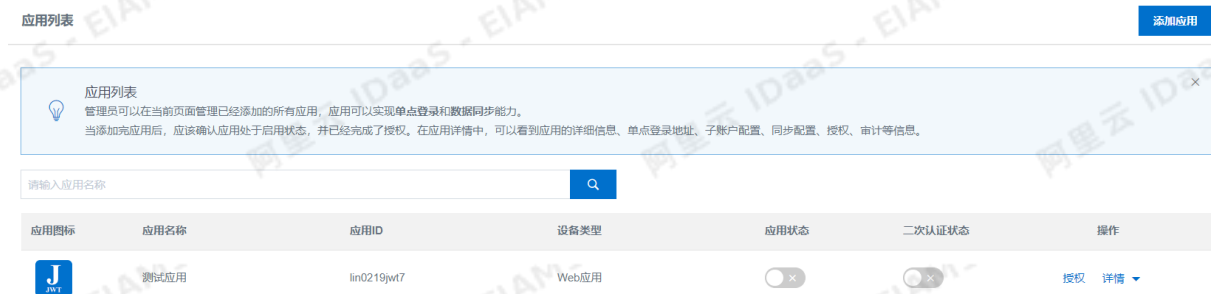 应用列表
添加应用
应用列表
管理员可以在当前页面管理已经添加的所有应用，应用可以实现单点登录和数据同步能力。
当添加完应用后，应该确认应用处于启用状态，并已经完成了授权。在应用详情中，可以看到应用的详细信息、单点登录地址、子账户配置、同步配置、授权、审计等信息。
请输入应用名称
应用图标 应用名称 应用ID 设备类型 应用状态 二次认证状态 操作
J JWT 测试应用 lin0219jwt7 Web应用 授权 详情
阿里云 IDaaS - EIAM